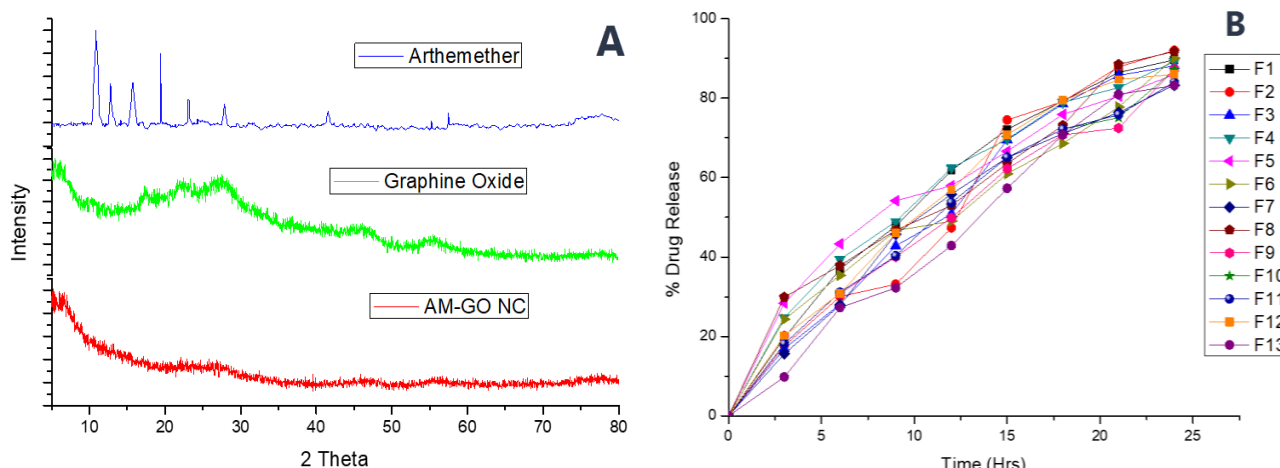 A
Arthemether
Graphine Oxide
AM-GO NC
Intensity
10 20 30 40 50 60 70 80
2 Theta
B
100
80
60
40
20
0
% Drug Release
0 5 10 15 20 25
Time (Hrs)
F1
F2
F3
F4
F5
F6
F7
F8
F9
F10
F11
F12
F13